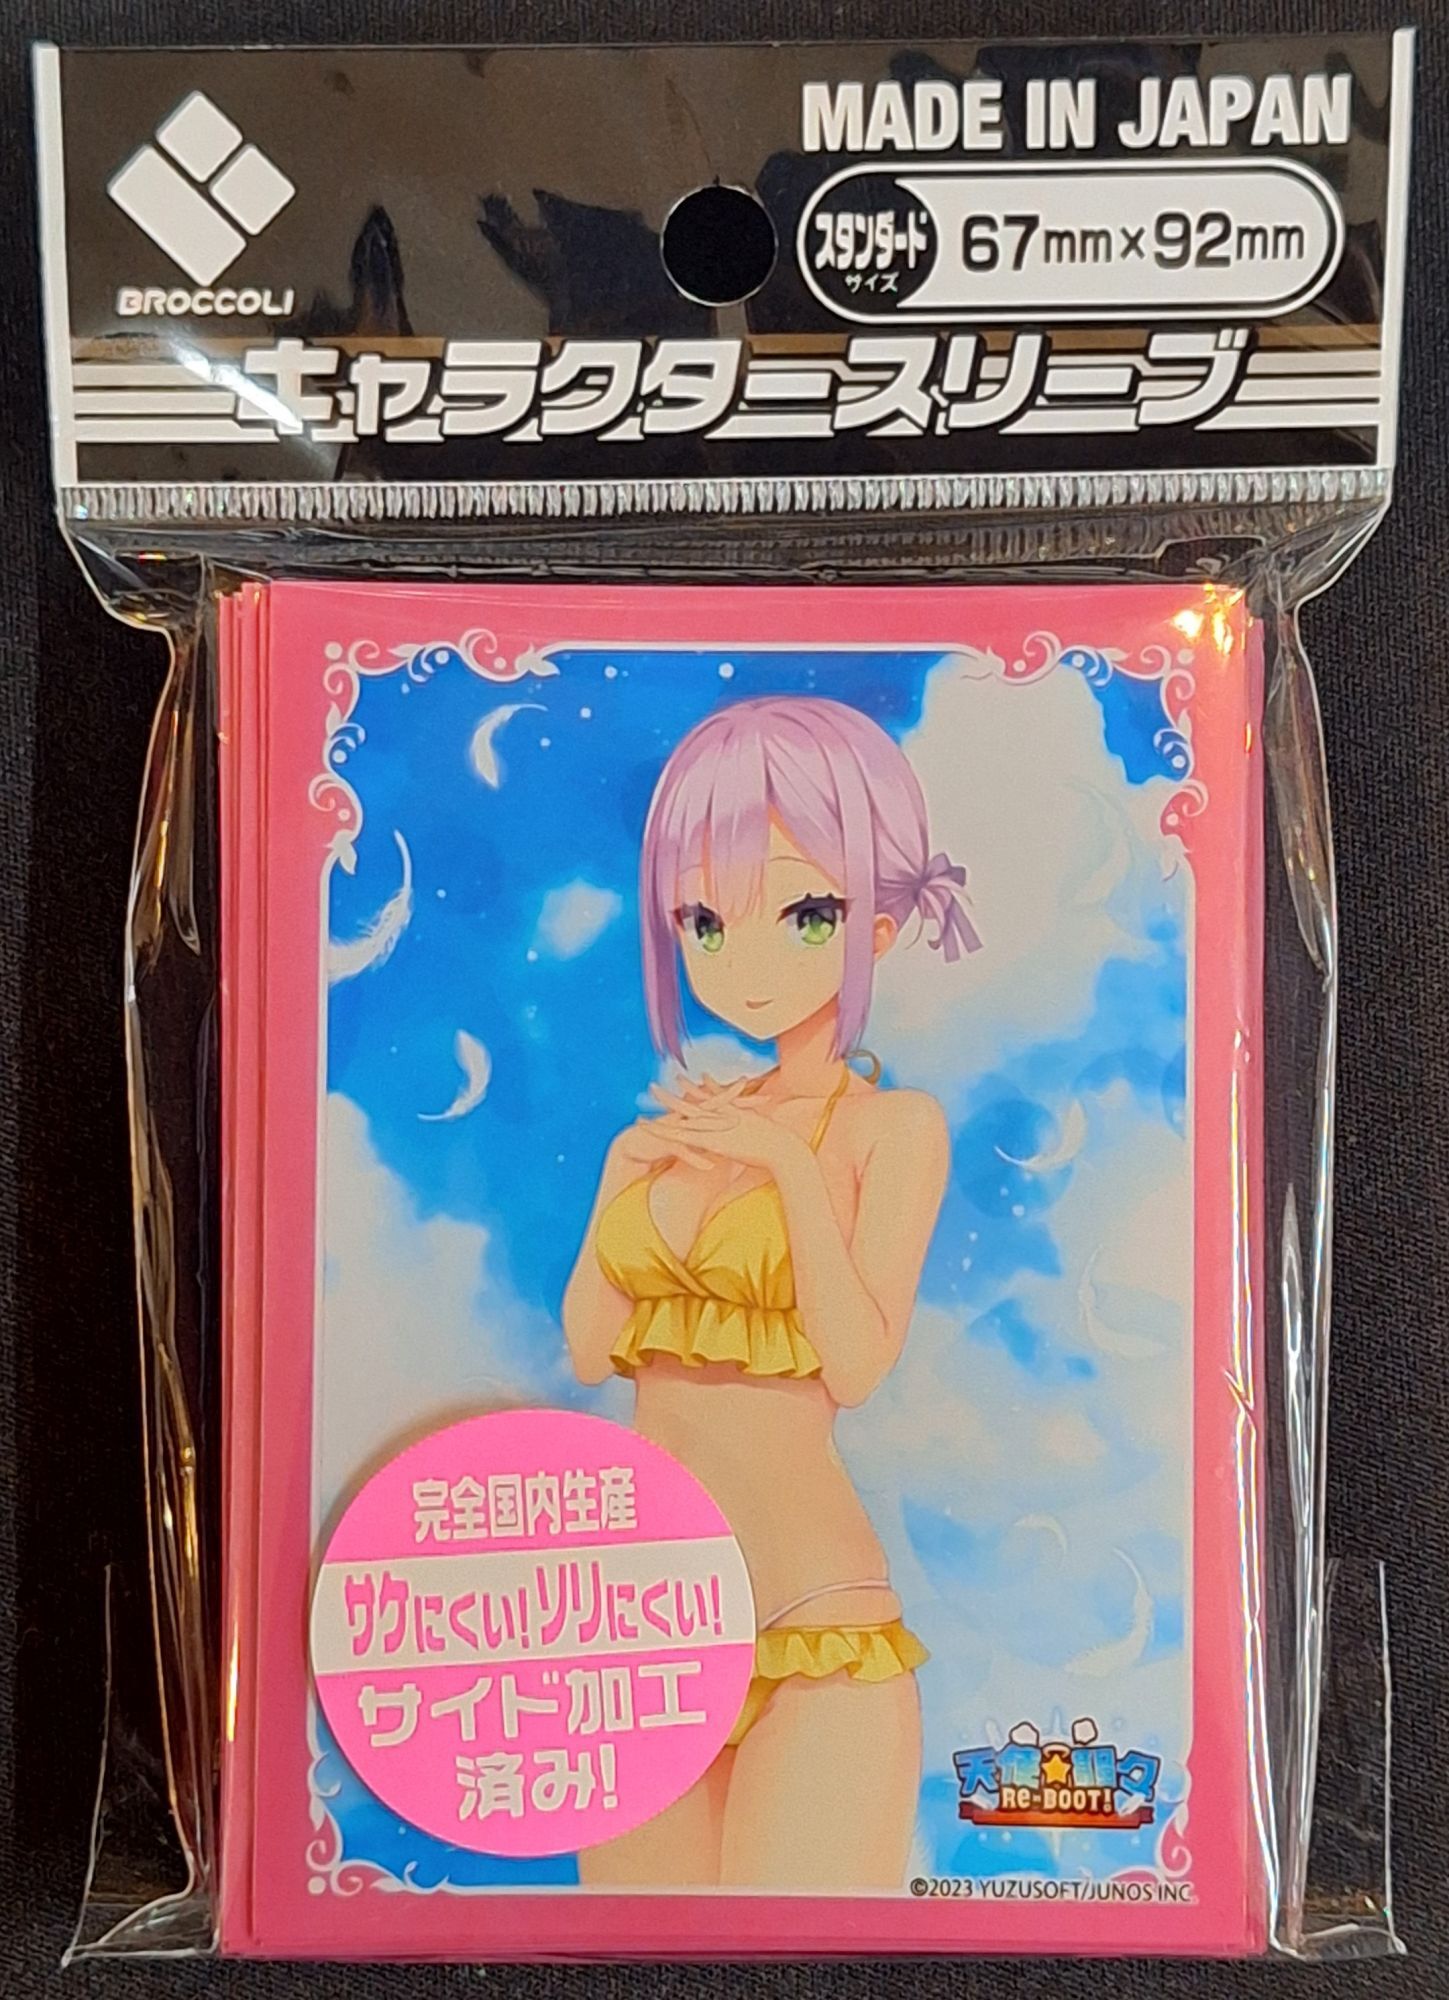 BROCCOLI
MADE IN JAPAN
スタンダード
サイズ
67mm×92mm
キャラクタースリーブ
完全国内生産
サケにくい!ソリにくい!
サイド加工
済み!
天使☆騒々
RE-BOOT!
©2023 YUZUSOFT/JUNOS INC.